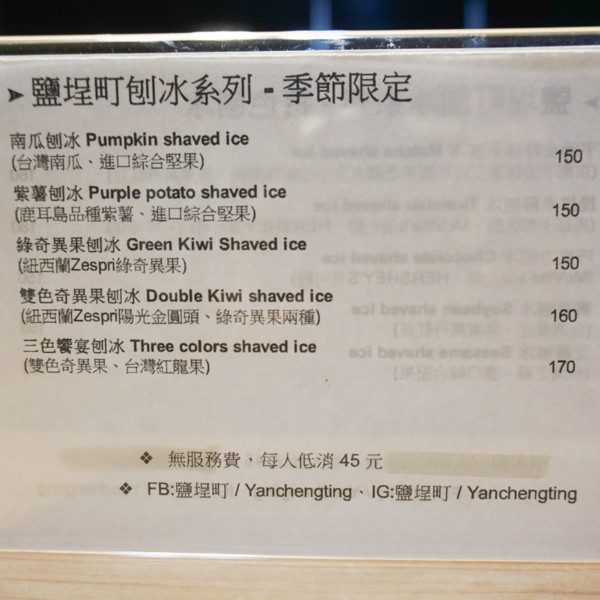 ➤ 鹽埕町刨冰系列 - 季節限定
南瓜刨冰 Pumpkin shaved ice
(台灣南瓜、進口綜合堅果) 150
紫薯刨冰 Purple potato shaved ice
(鹿耳島品種紫薯、進口綜合堅果) 150
綠奇異果刨冰 Green Kiwi Shaved ice
(紐西蘭Zespri綠奇異果) 150
雙色奇異果刨冰 Double Kiwi shaved ice
(紐西蘭Zespri陽光金圓頭、綠奇異果兩種) 160
三色饗宴刨冰 Three colors shaved ice
(雙色奇異果、台灣紅龍果) 170
❖ 無服務費，每人低消 45 元
❖ FB:鹽埕町 / Yanchengting、IG:鹽埕町 / Yanchengting